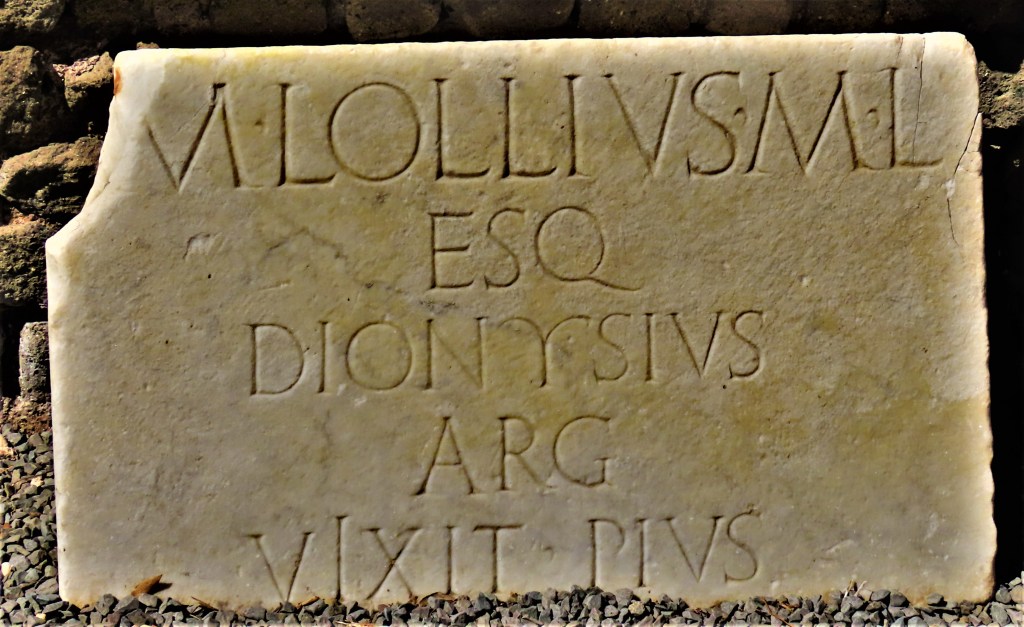 M·LOLLIVS·M·L
ESQ
DIONYSIVS
ARG
VIXIT·PIVS